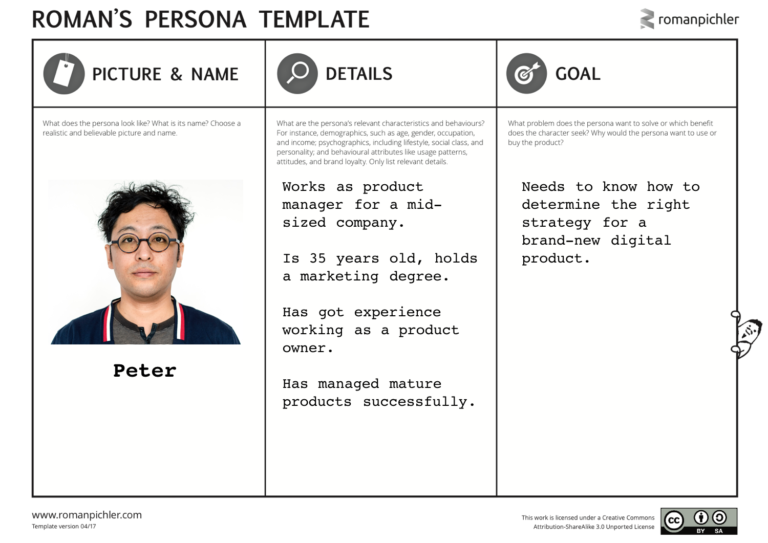 ROMAN'S PERSONA TEMPLATE
romanpichler
PICTURE & NAME
What does the persona look like? What is its name? Choose a
realistic and believable picture and name.
Peter
DETAILS
What are the persona's relevant characteristics and behaviours?
For instance, demographics, such as age, gender, occupation,
and income; psychographics, including lifestyle, social class, and
personality; and behavioural attributes like usage patterns,
attitudes, and brand loyalty. Only list relevant details.
Works as product
manager for a mid-
sized company.
Is 35 years old, holds
a marketing degree.
Has got experience
working as a product
owner.
Has managed mature
products successfully.
GOAL
What problem does the persona want to solve or which benefit
does the character seek? Why would the persona want to use or
buy the product?
Needs to know how to
determine the right
strategy for a
brand-new digital
product.
www.romanpichler.com
Template version 04/17
This work is licensed under a Creative Commons
Attribution-ShareAlike 3.0 Unported License
cc
BY SA